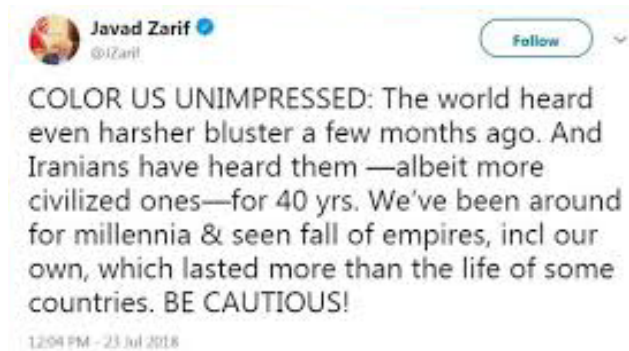 Javad Zarif
@JZarif
Follow
COLOR US UNIMPRESSED: The world heard
even harsher bluster a few months ago. And
Iranians have heard them —albeit more
civilized ones—for 40 yrs. We've been around
for millennia & seen fall of empires, incl our
own, which lasted more than the life of some
countries. BE CAUTIOUS!
12:04 PM - 23 Jul 2018